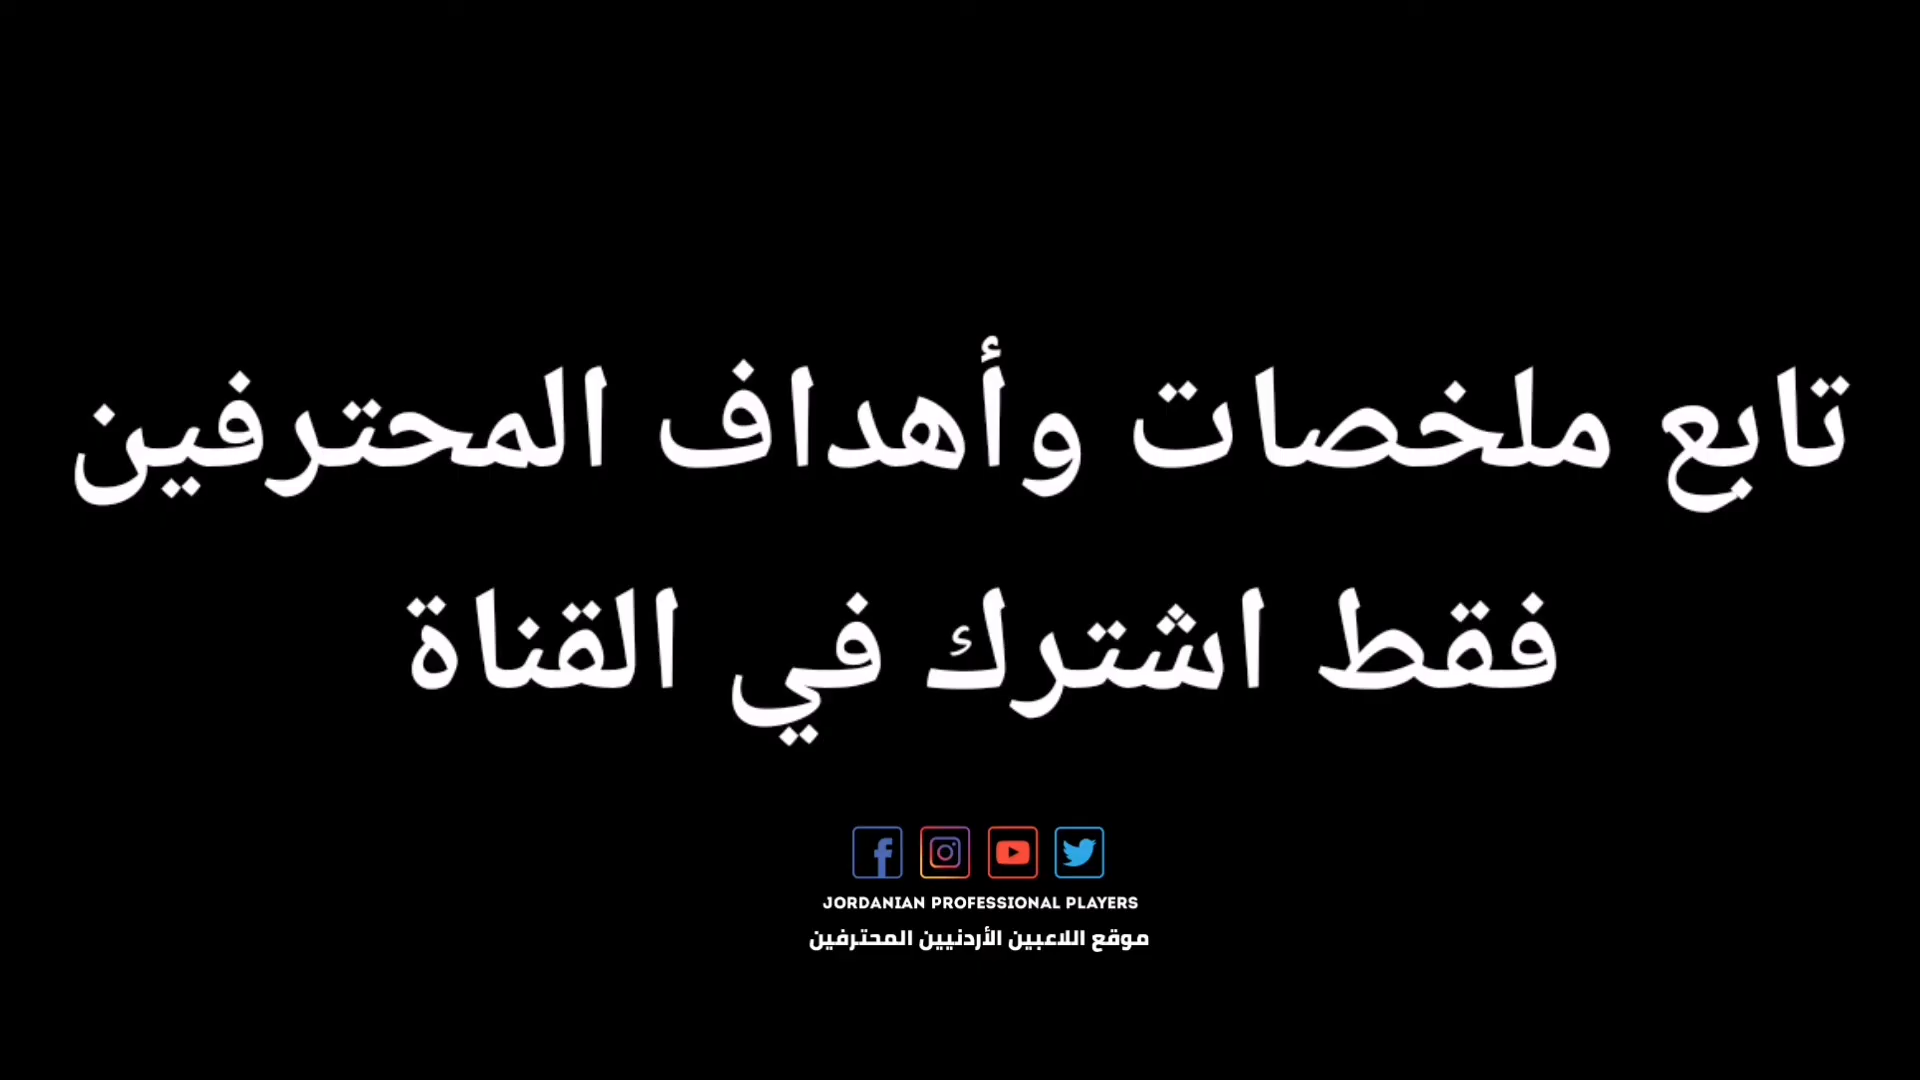 تابع ملخصات وأهداف المحترفين
فقط اشترك في القناة
JORDANIAN PROFESSIONAL PLAYERS
موقع اللاعبين الأردنيين المحترفين